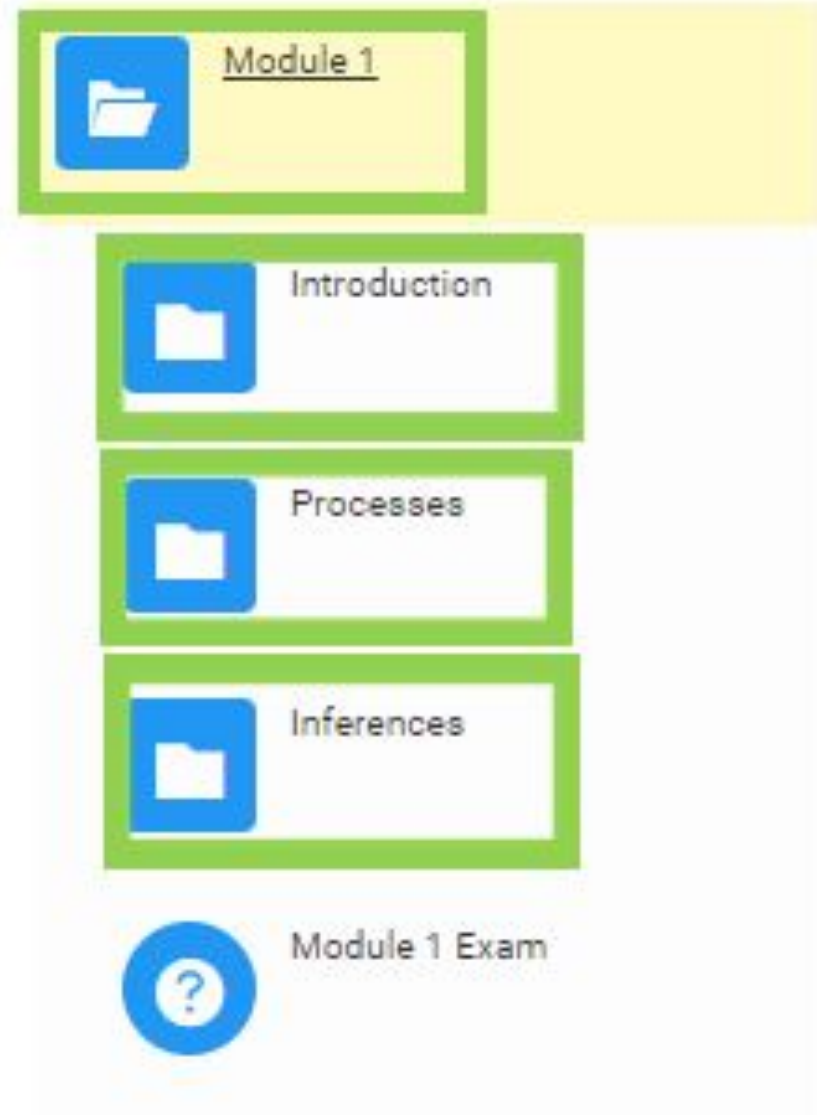 Module 1
Introduction
Processes
Inferences
Module 1 Exam